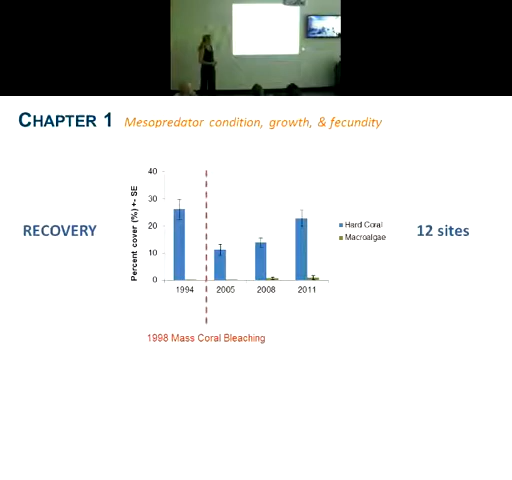 CHAPTER 1 Mesopredator condition, growth, & fecundity
40
30
20
10
0
Percent cover (%) +- SE
1994 2005 2008 2011
Hard Coral
Macroalgae
RECOVERY
12 sites
1998 Mass Coral Bleaching